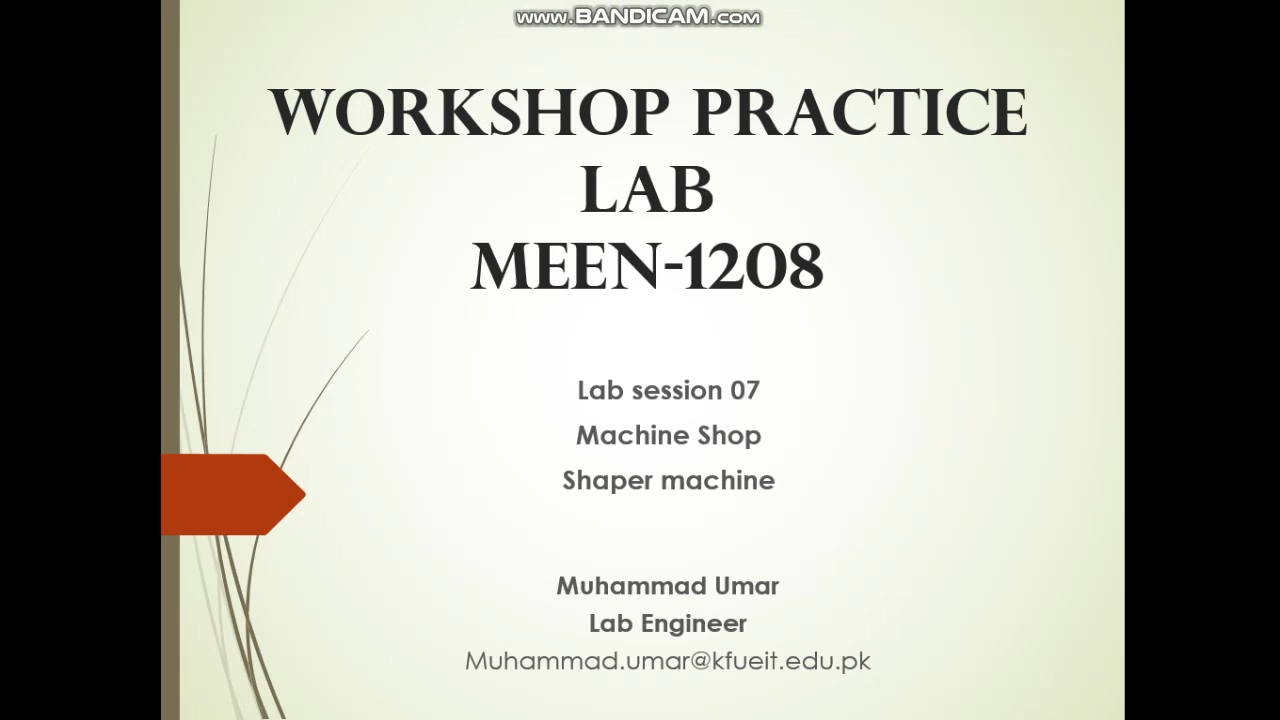 www.BANDICAM.com
WORKSHOP PRACTICE
LAB
MEEN-1208
Lab session 07
Machine Shop
Shaper machine
Muhammad Umar
Lab Engineer
Muhammad.umar@kfueit.edu.pk